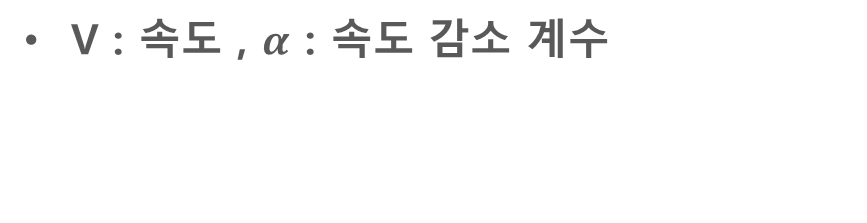 • V : 속도 , α : 속도 감소 계수